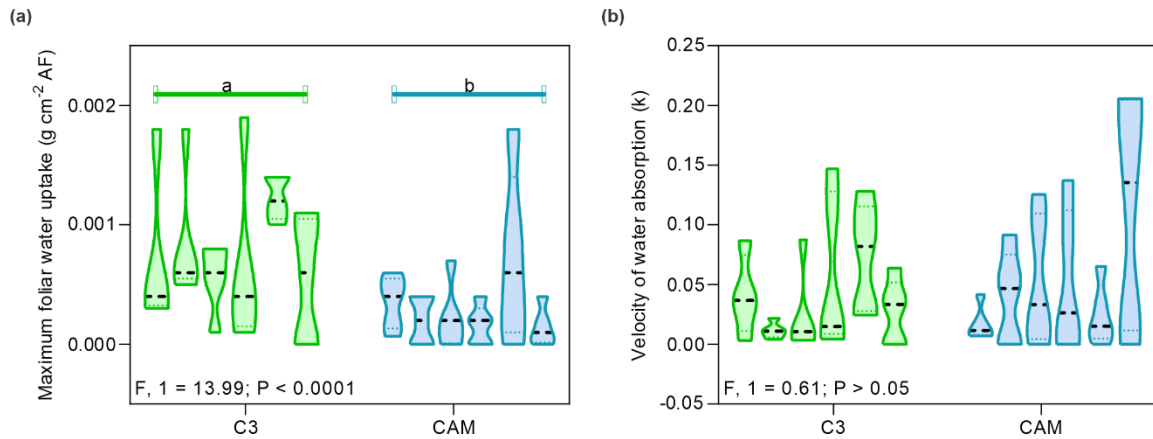 (a)
Maximum foliar water uptake (g cm⁻² AF)
0.002
0.001
0.000
a
b
F, 1 = 13.99; P < 0.0001
C3
CAM
(b)
Velocity of water absorption (k)
0.25
0.20
0.15
0.10
0.05
0.00
-0.05
F, 1 = 0.61; P > 0.05
C3
CAM